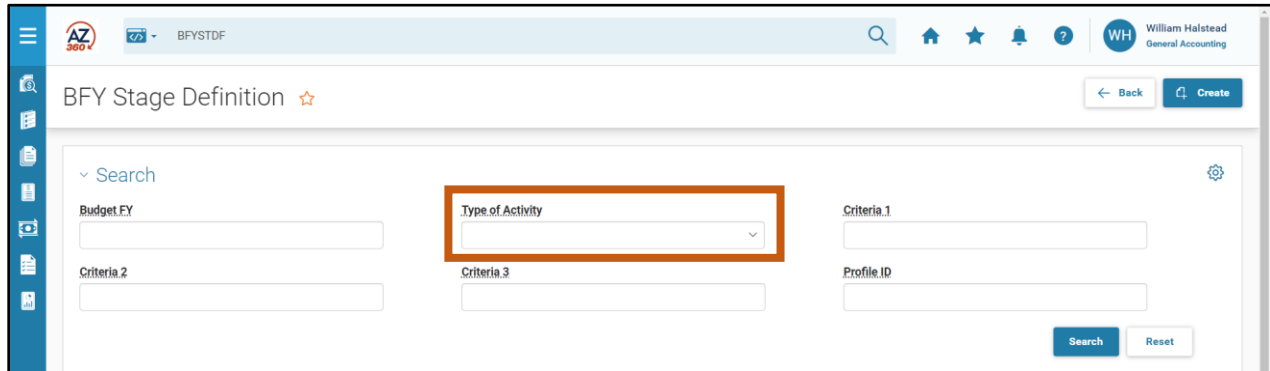 AZ
360
BFYSTDF
WH
William Halstead
General Accounting
BFY Stage Definition
Back
Create
Search
Budget FY
Type of Activity
Criteria 1
Criteria 2
Criteria 3
Profile ID
Search
Reset